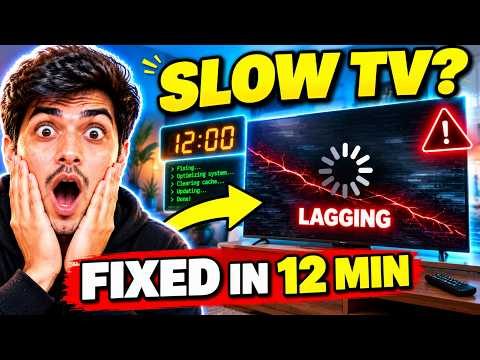 SLOW TV?
12:00
> Fixing...
> Optimizing system...
> Clearing cache...
> Updating...
> Done!
LAGGING
FIXED IN 12 MIN